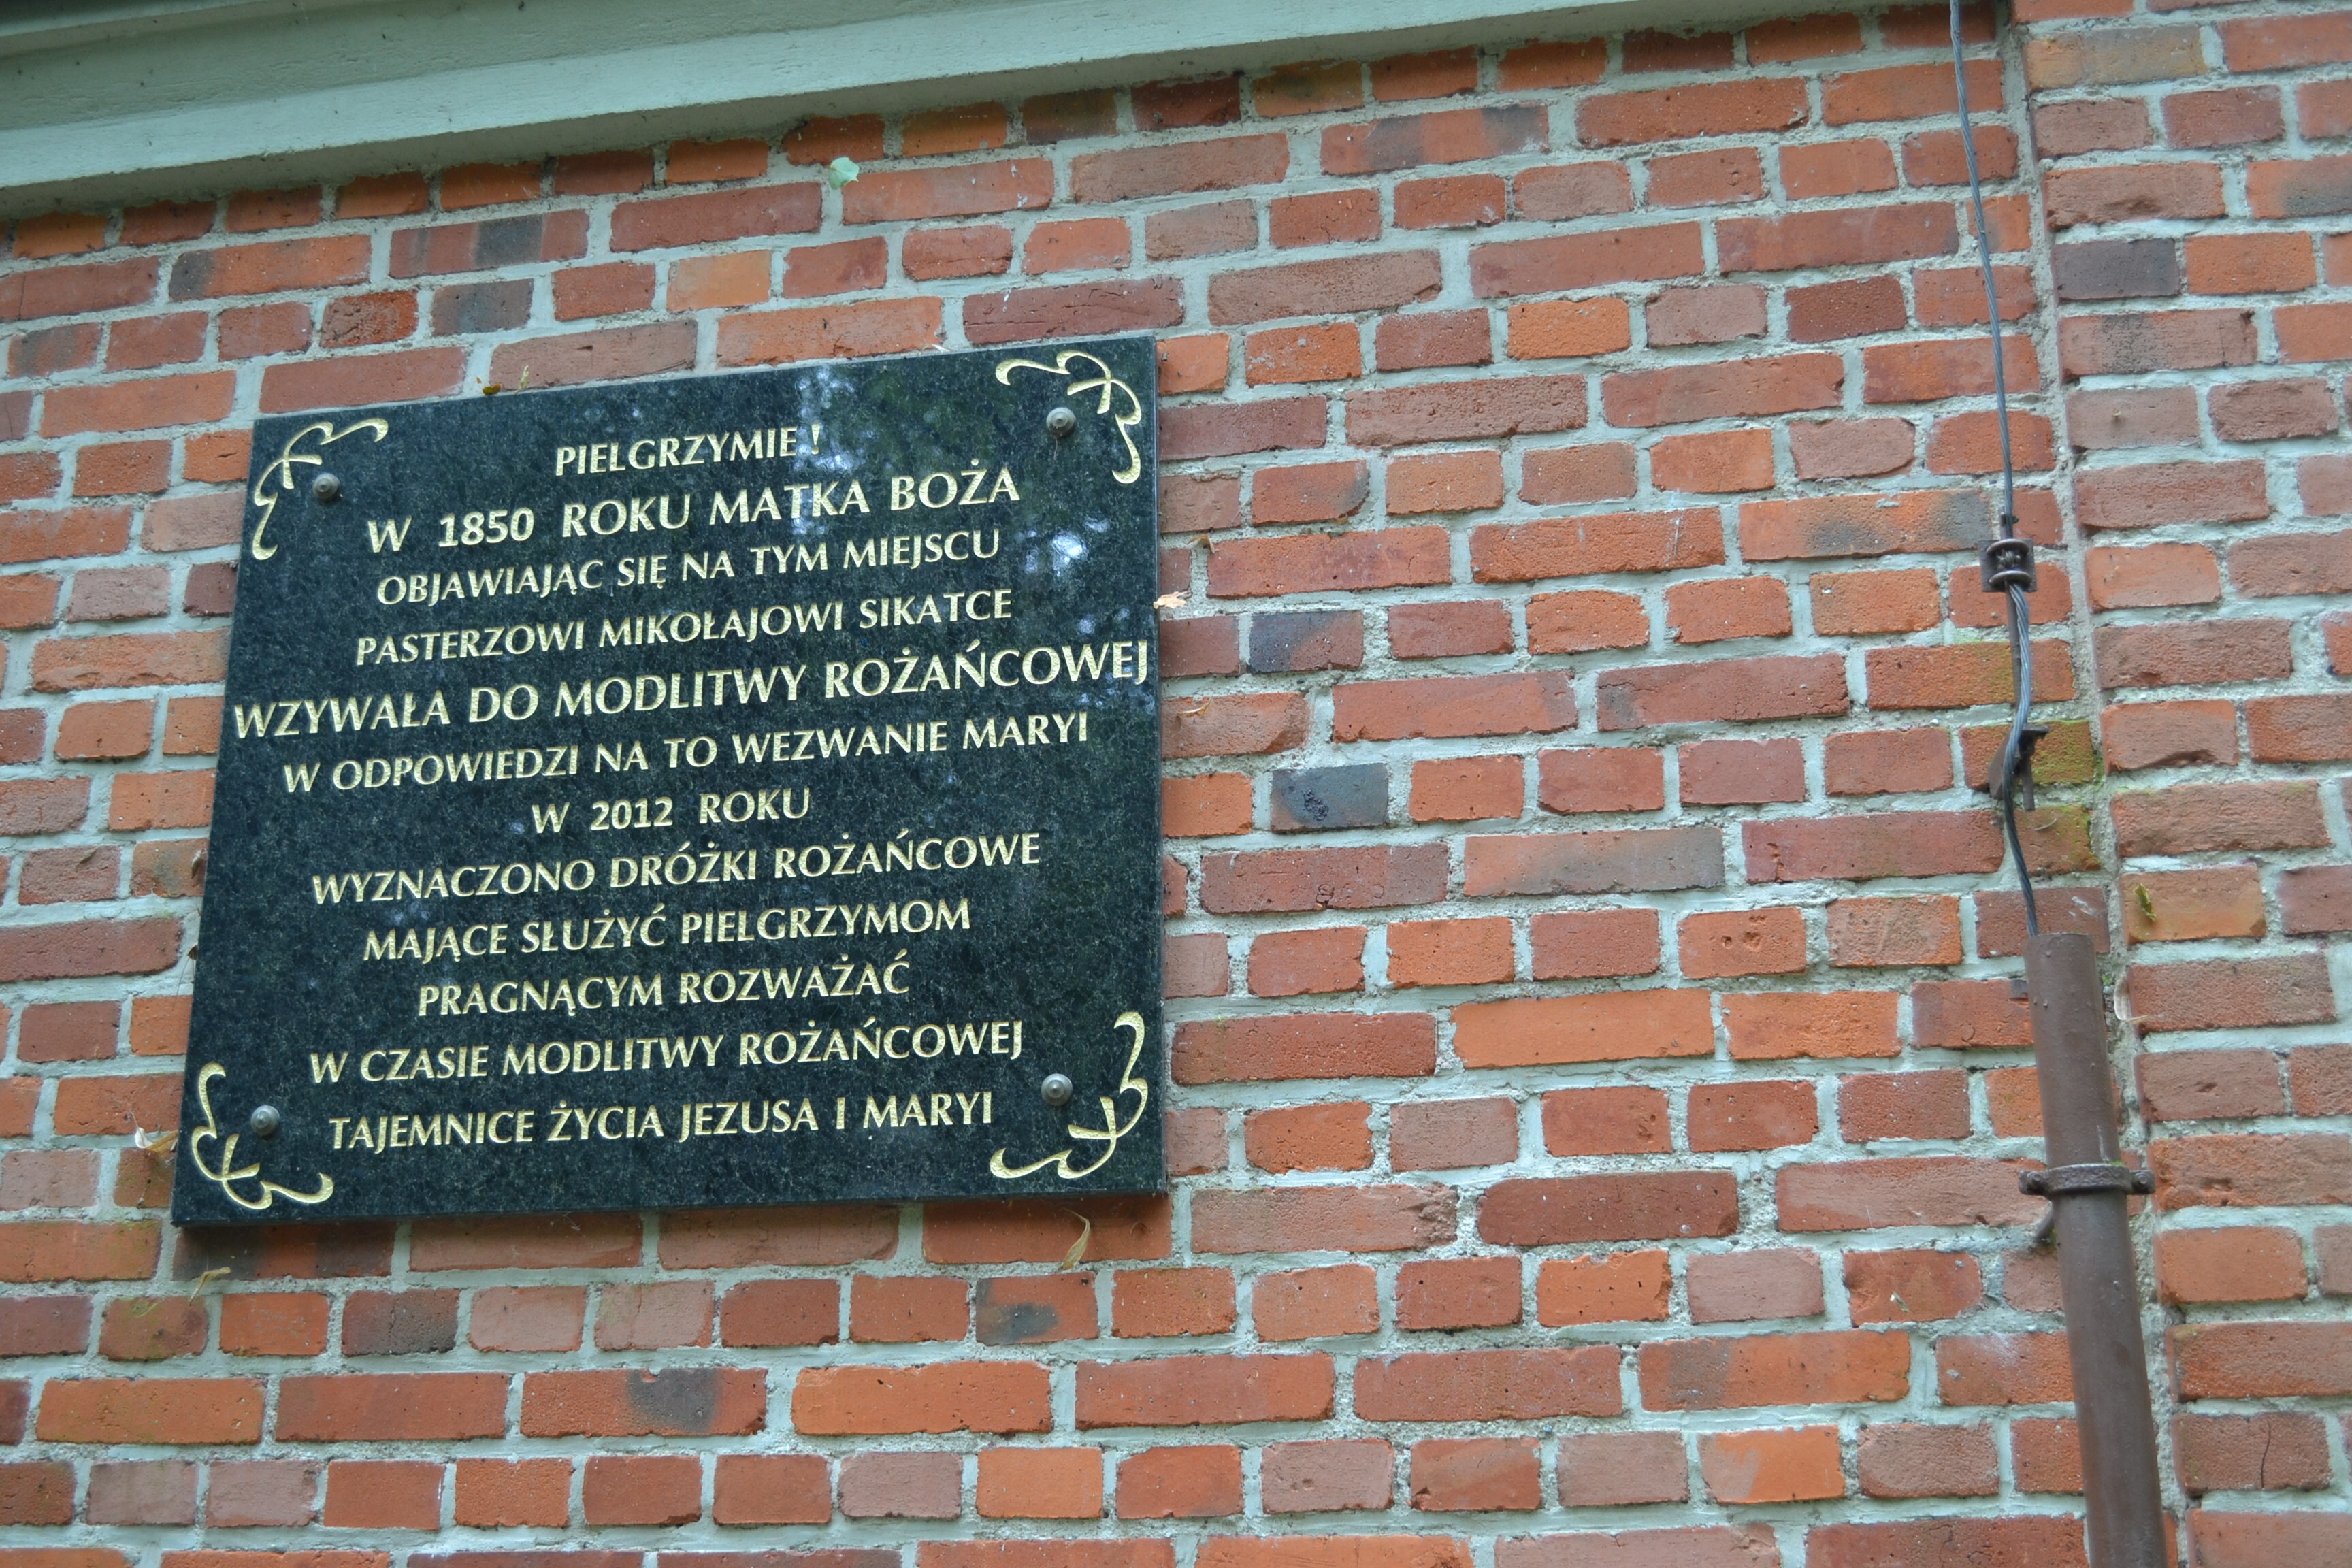 PIELGRZYMIE !
W 1850 ROKU MATKA BOŻA
OBJAWIAJĄC SIĘ NA TYM MIEJSCU
PASTERZOWI MIKOŁAJOWI SIKATCE
WZYWAŁA DO MODLITWY ROŻAŃCOWEJ
W ODPOWIEDZI NA TO WEZWANIE MARYI
W 2012 ROKU
WYZNACZONO DRÓŻKI ROŻAŃCOWE
MAJĄCE SŁUŻYĆ PIELGRZYMOM
PRAGNĄCYM ROZWAŻAĆ
W CZASIE MODLITWY ROŻAŃCOWEJ
TAJEMNICE ŻYCIA JEZUSA I MARYI